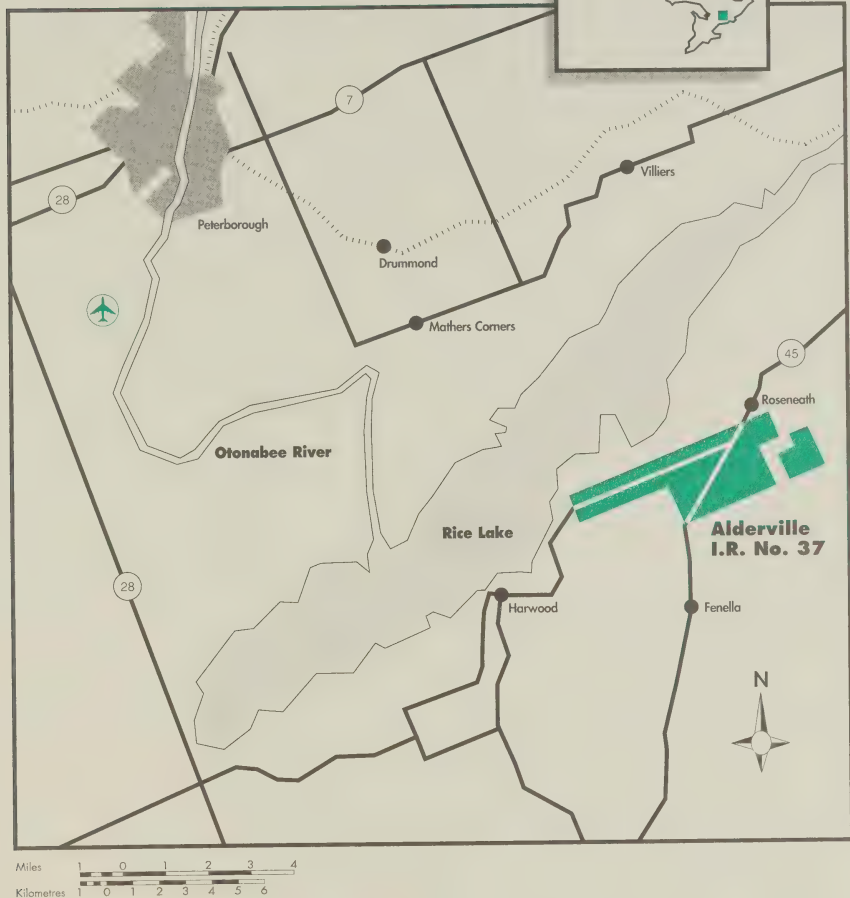 7
28
Peterborough
Villiers
Drummond
Mathers Corners
45
Roseneath
Otonabee River
Rice Lake
Alderville
I.R. No. 37
28
Harwood
Fenella
N
Miles 1 0 1 2 3 4
Kilometres 1 0 1 2 3 4 5 6